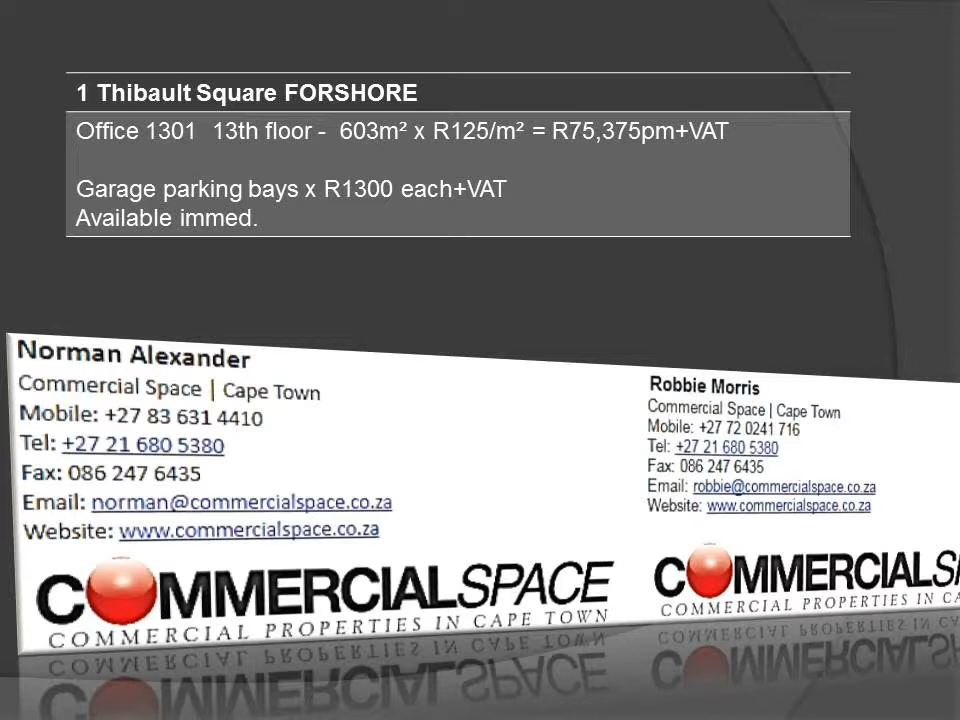 1 Thibault Square FORSHORE
Office 1301 13th floor - 603m² x R125/m² = R75,375pm+VAT
Garage parking bays x R1300 each+VAT
Available immed.
Norman Alexander
Commercial Space | Cape Town
Mobile: +27 83 631 4410
Tel: +27 21 680 5380
Fax: 086 247 6435
Email: norman@commercialspace.co.za
Website: www.commercialspace.co.za
COMMERCIALSPACE
COMMERCIAL PROPERTIES IN CAPE TOWN
Robbie Morris
Commercial Space | Cape Town
Mobile: +27 72 0241 716
Tel: +27 21 680 5380
Fax: 086 247 6435
Email: robbie@commercialspace.co.za
Website: www.commercialspace.co.za
COMMERCIALS
COMMERCIAL PROPERTIES IN CA